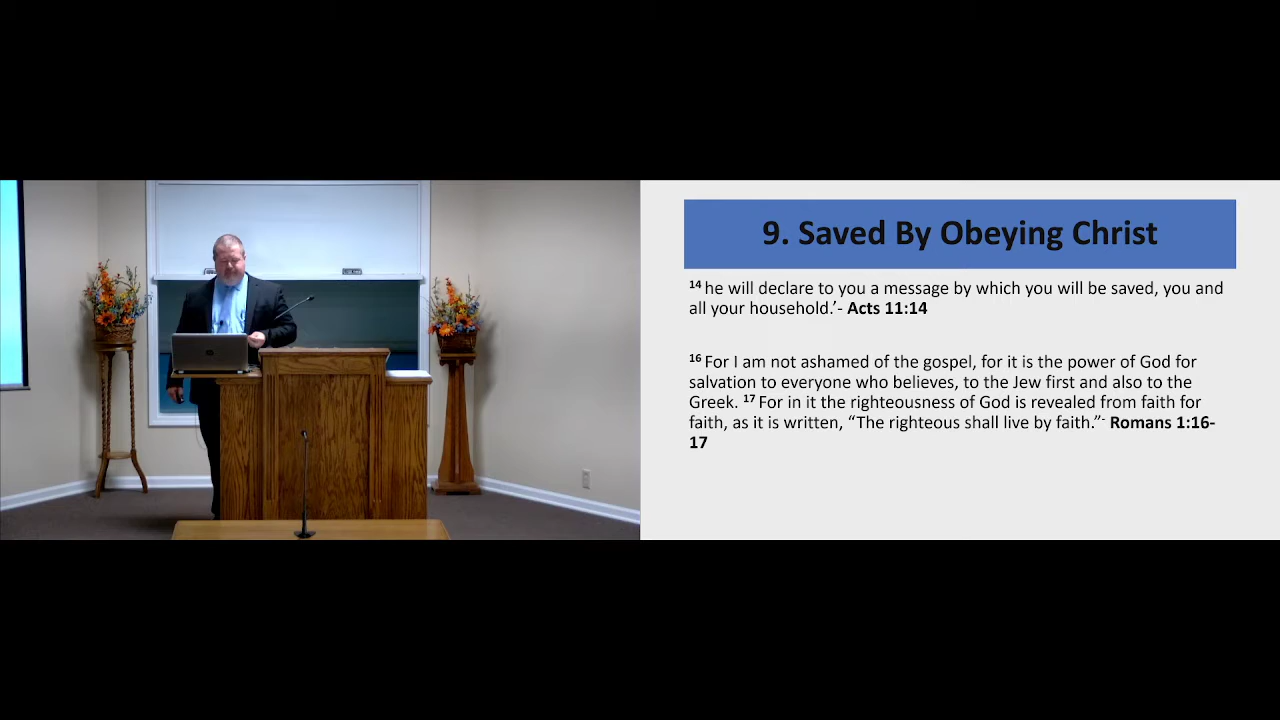 9. Saved By Obeying Christ
14 he will declare to you a message by which you will be saved, you and
all your household.’- Acts 11:14
16 For I am not ashamed of the gospel, for it is the power of God for
salvation to everyone who believes, to the Jew first and also to the
Greek. 17 For in it the righteousness of God is revealed from faith for
faith, as it is written, “The righteous shall live by faith.”- Romans 1:16-
17